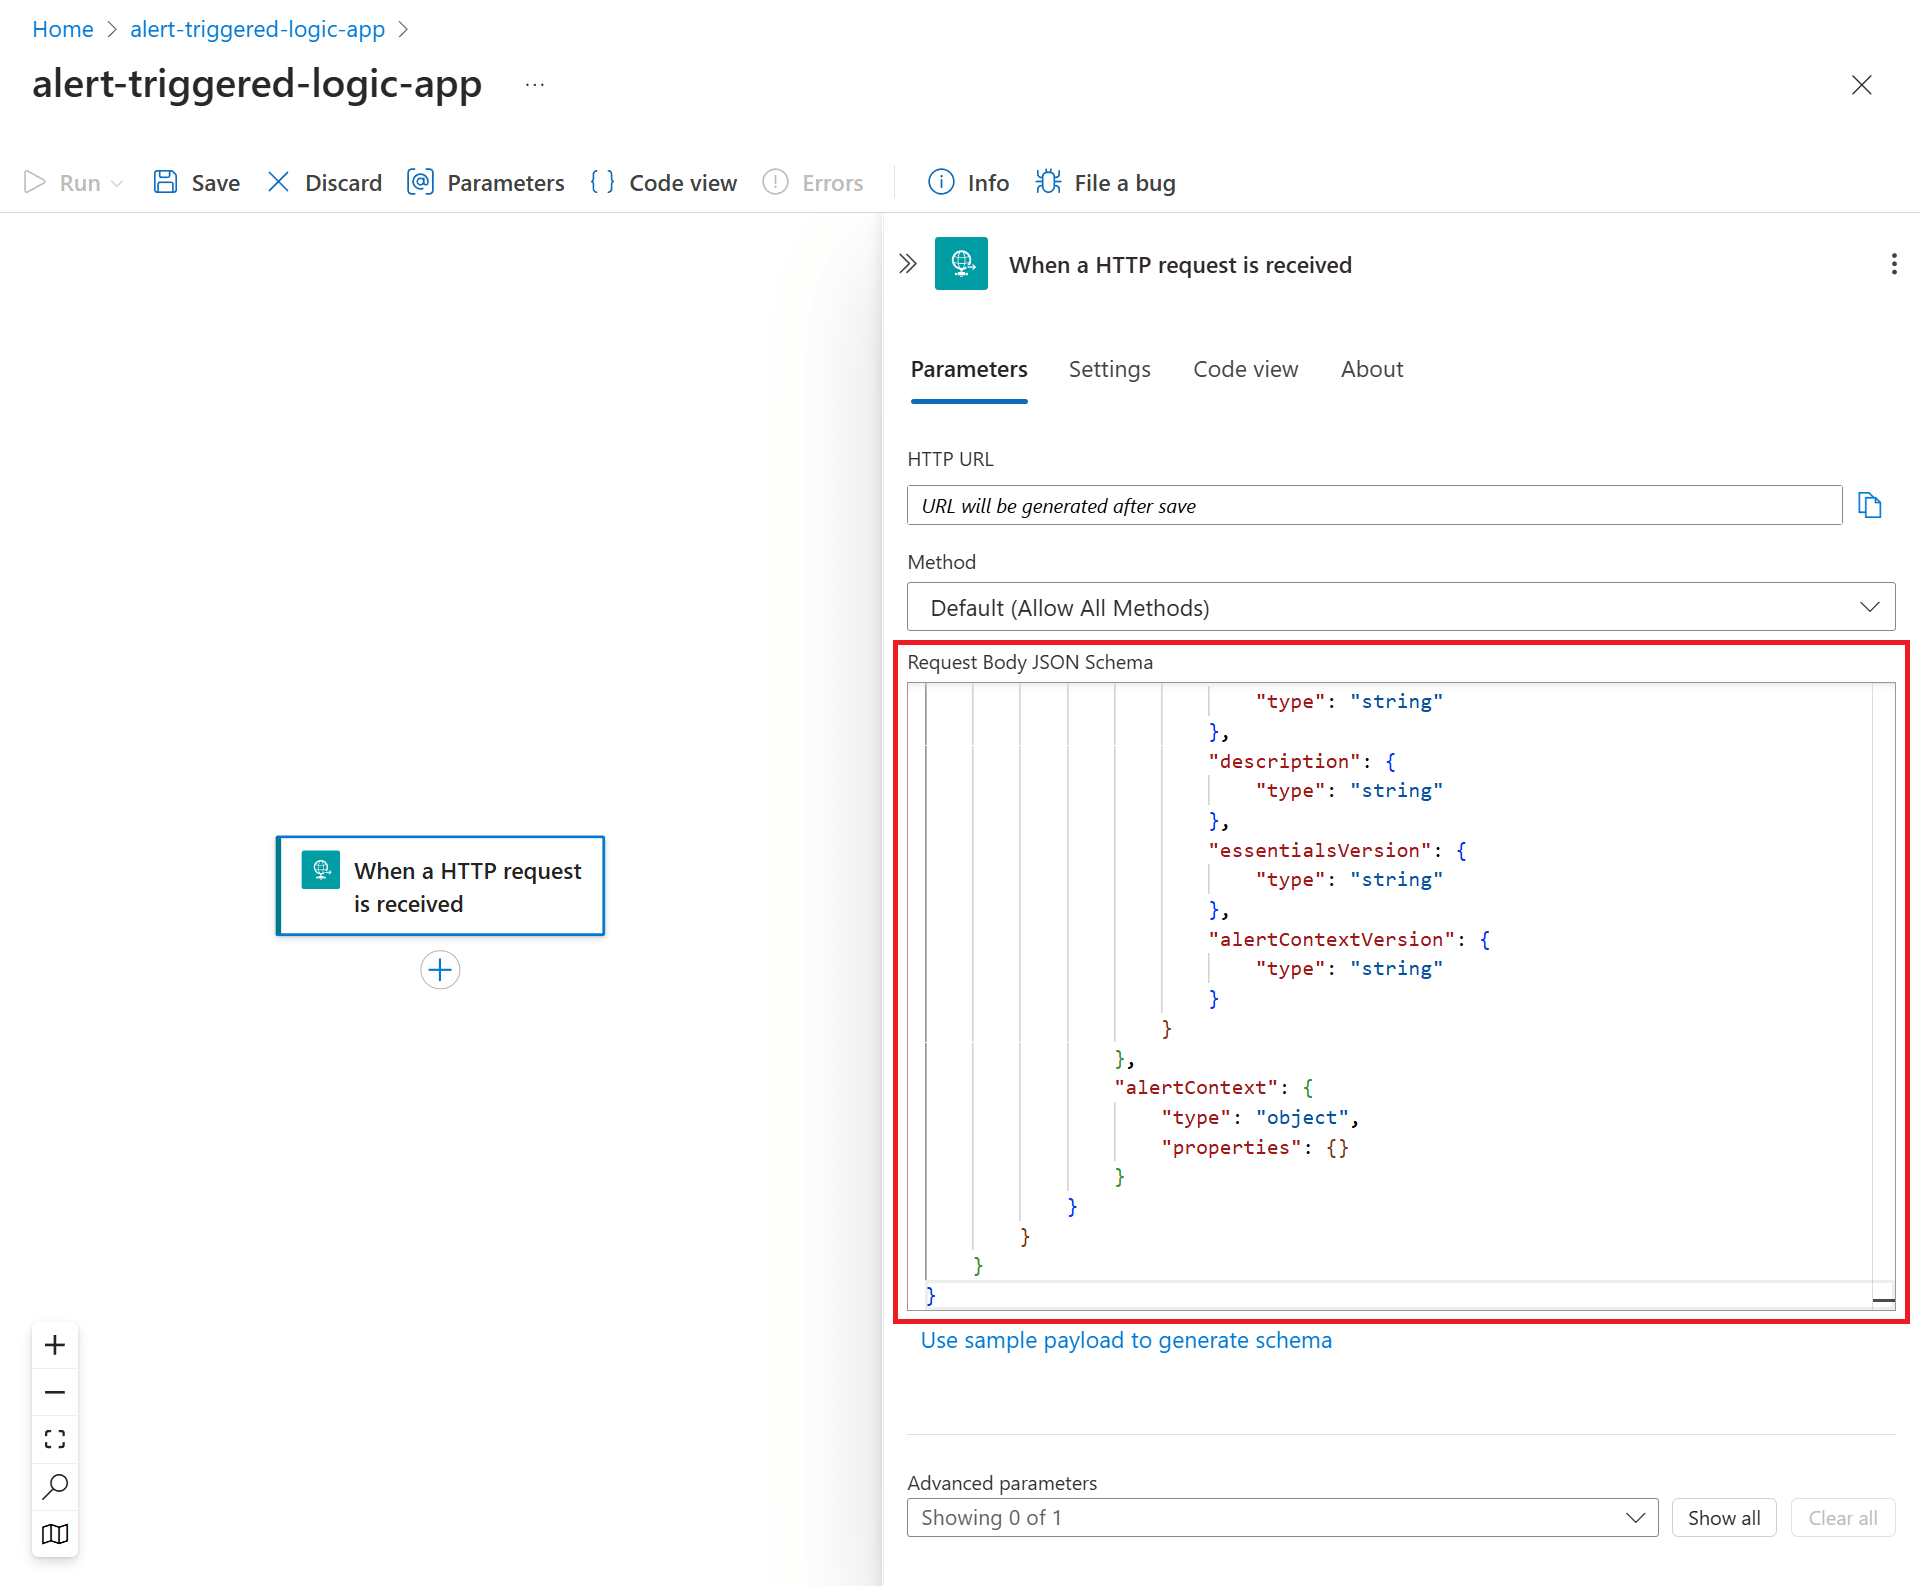 Home > alert-triggered-logic-app >
alert-triggered-logic-app ...
Run Save Discard Parameters Code view Errors Info File a bug
When a HTTP request is received
Parameters Settings Code view About
HTTP URL
URL will be generated after save
Method
Default (Allow All Methods)
Request Body JSON Schema
"type": "string"
},
"description": {
"type": "string"
},
"essentialsVersion": {
"type": "string"
},
"alertContextVersion": {
"type": "string"
}
}
},
"alertContext": {
"type": "object",
"properties": {}
}
}
}
}
}
Use sample payload to generate schema
Advanced parameters
Showing 0 of 1
Show all
Clear all
When a HTTP request
is received